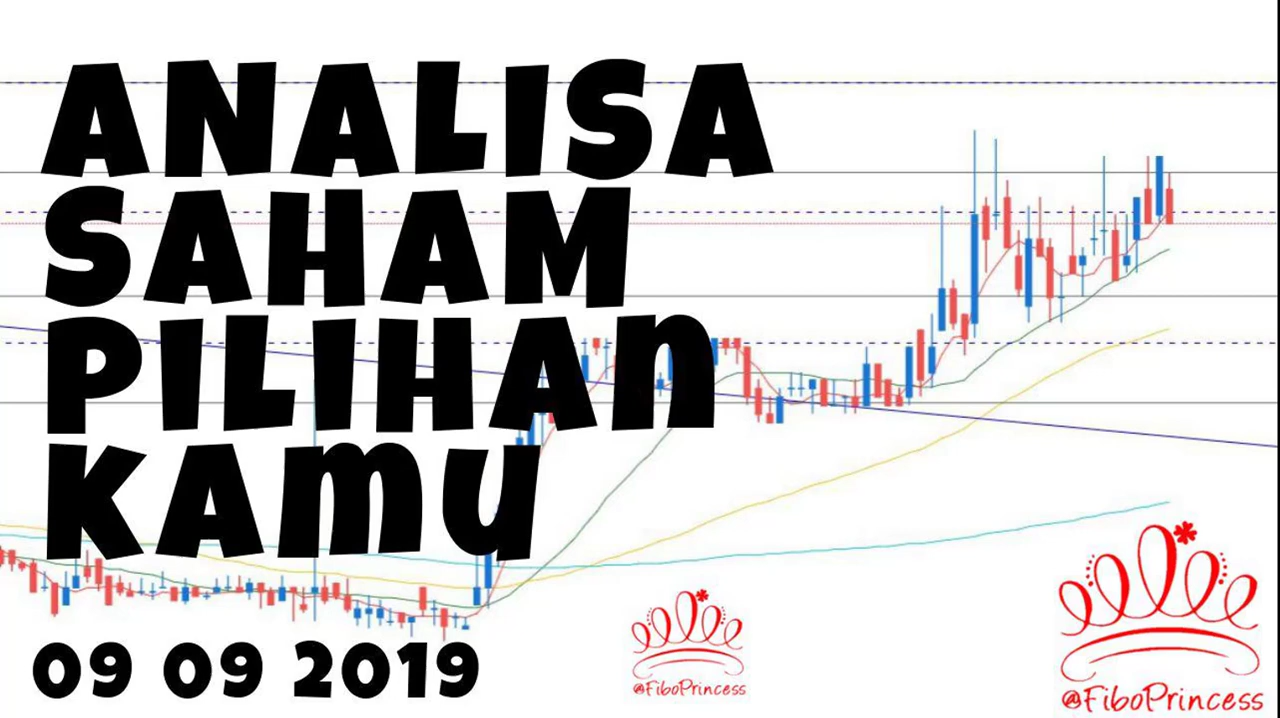 ANALISA
SAHAM
PILIHAN
KAMU
09 09 2019
@FiboPrincess
@FiboPrincess